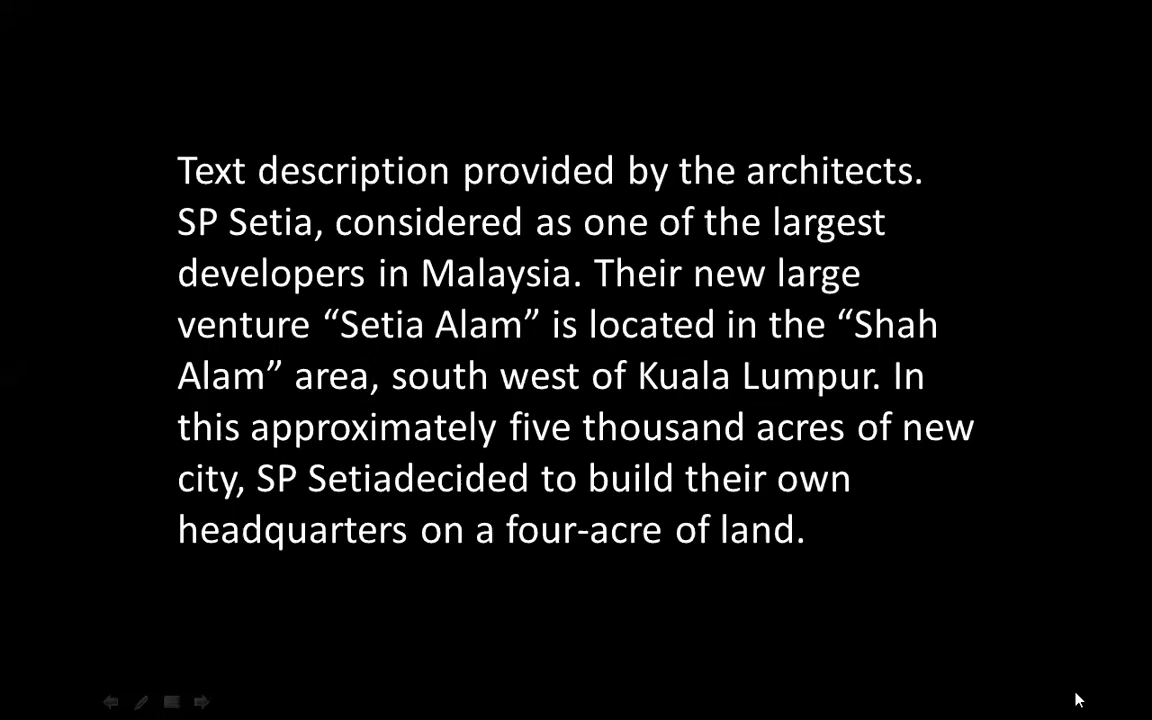 Text description provided by the architects.
SP Setia, considered as one of the largest
developers in Malaysia. Their new large
venture “Setia Alam” is located in the “Shah
Alam” area, south west of Kuala Lumpur. In
this approximately five thousand acres of new
city, SP Setiadecided to build their own
headquarters on a four-acre of land.